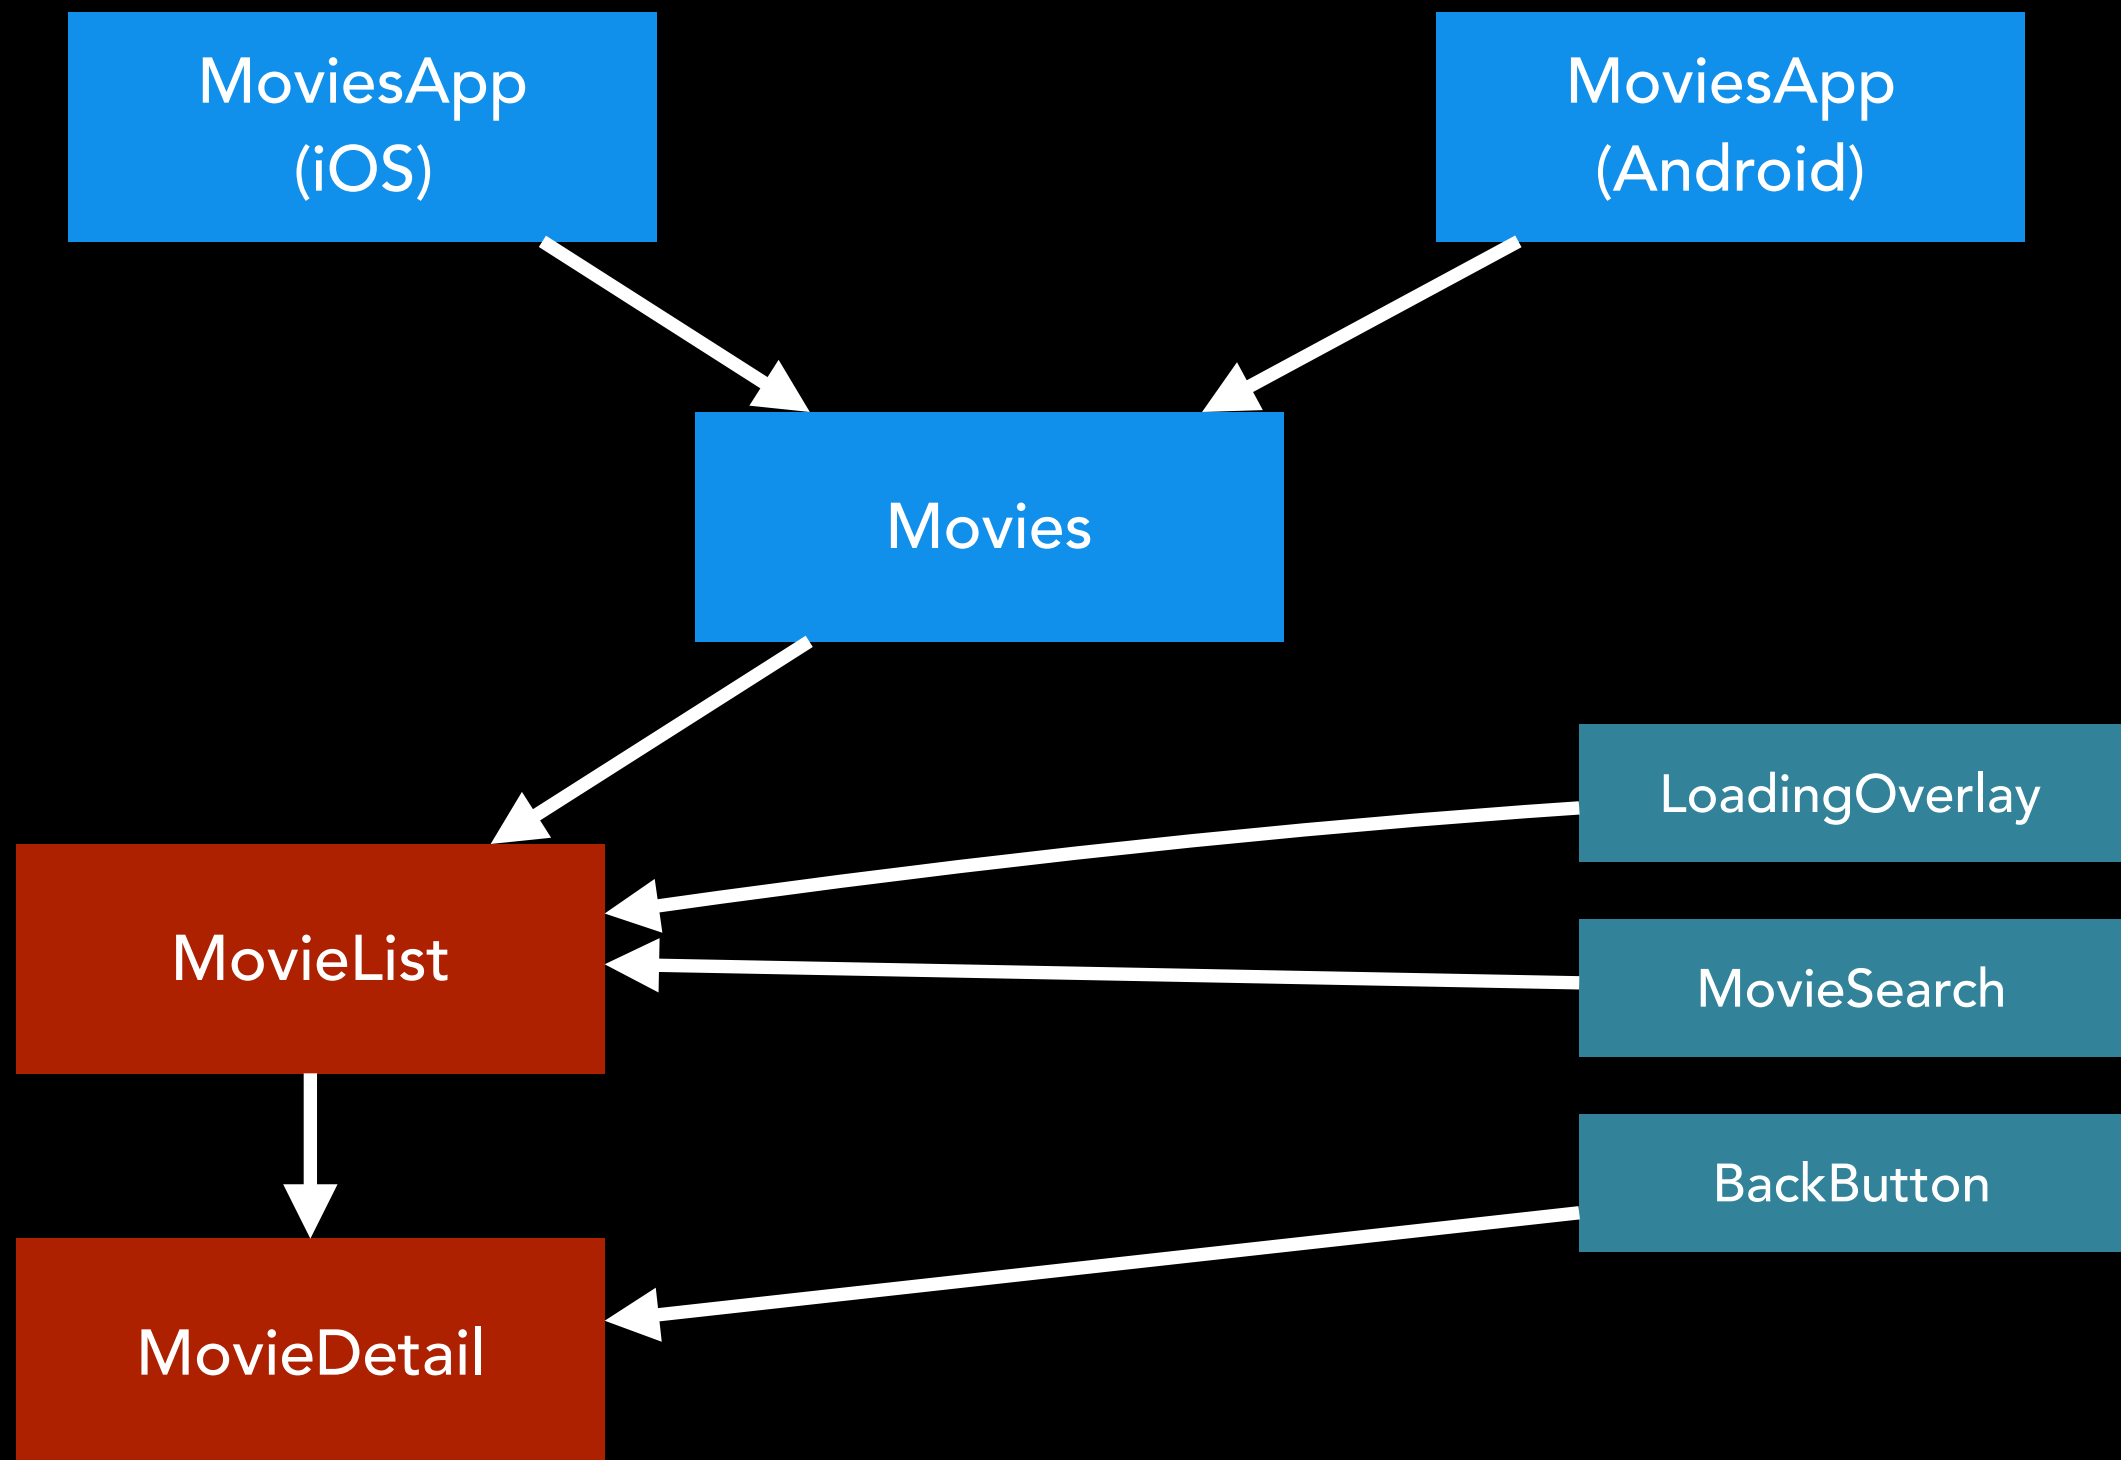 MoviesApp
(iOS)
MoviesApp
(Android)
Movies
LoadingOverlay
MovieList
MovieSearch
BackButton
MovieDetail